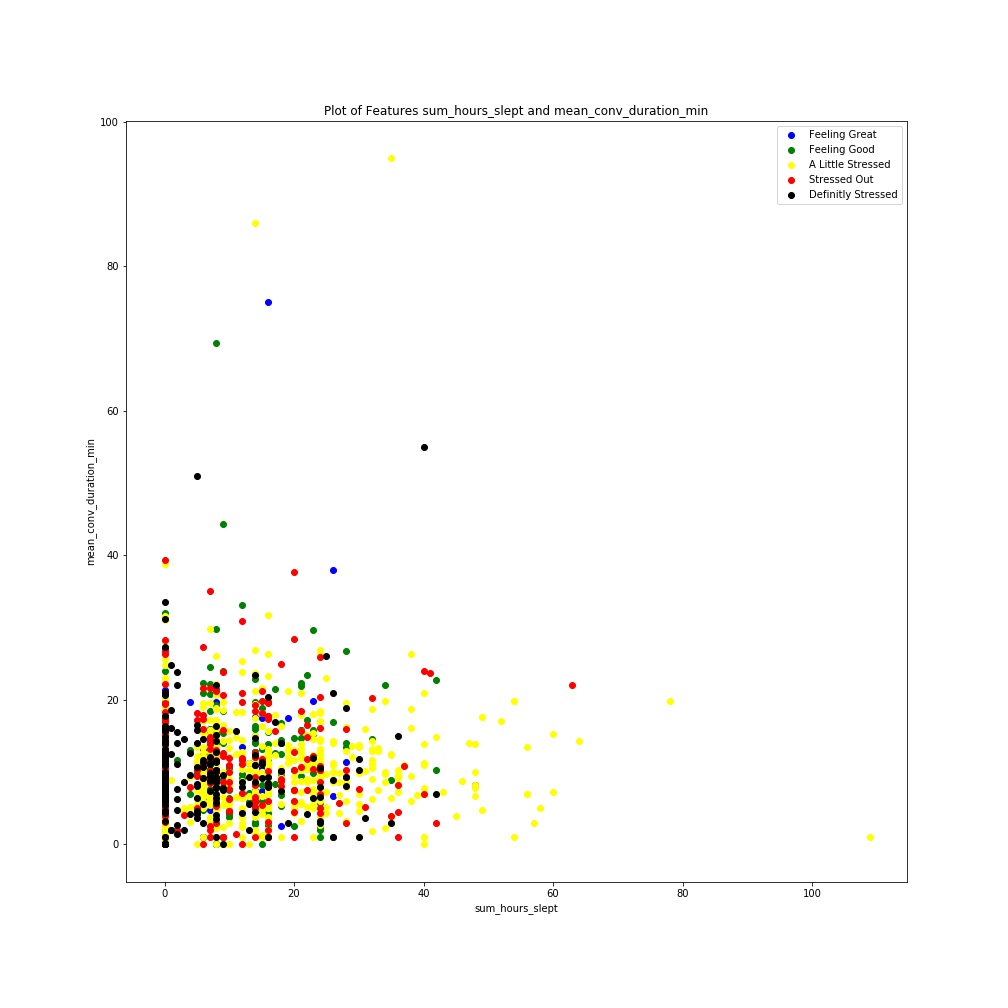 Plot of Features sum_hours_slept and mean_conv_duration_min
Feeling Great
Feeling Good
A Little Stressed
Stressed Out
Definitly Stressed
mean_conv_duration_min
100
80
60
40
20
0
0 20 40 60 80 100
sum_hours_slept